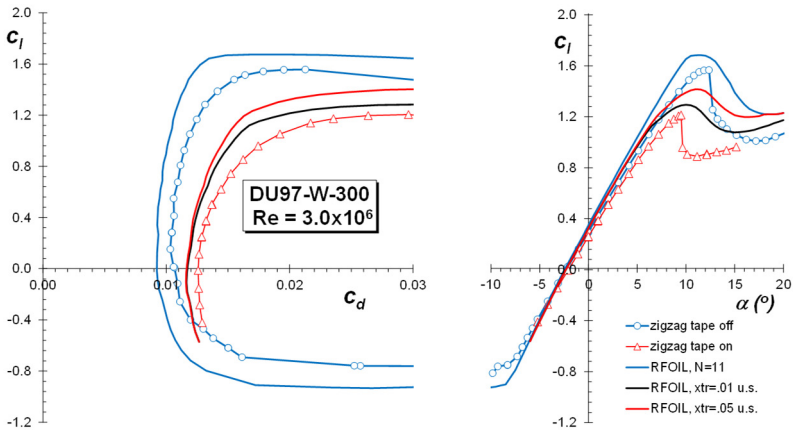 2.0
c_l
1.6
1.2
0.8
0.4
0.0
-0.4
-0.8
-1.2
0.00
0.01
0.02
0.03
c_d
DU97-W-300
Re = 3.0x10⁶
2.0
c_l
1.6
1.2
0.8
0.4
0.0
-0.4
-0.8
-1.2
-10
-5
0
5
10
15
20
α (°)
zigzag tape off
zigzag tape on
RFOIL, N=11
RFOIL, xtr=.01 u.s.
RFOIL, xtr=.05 u.s.